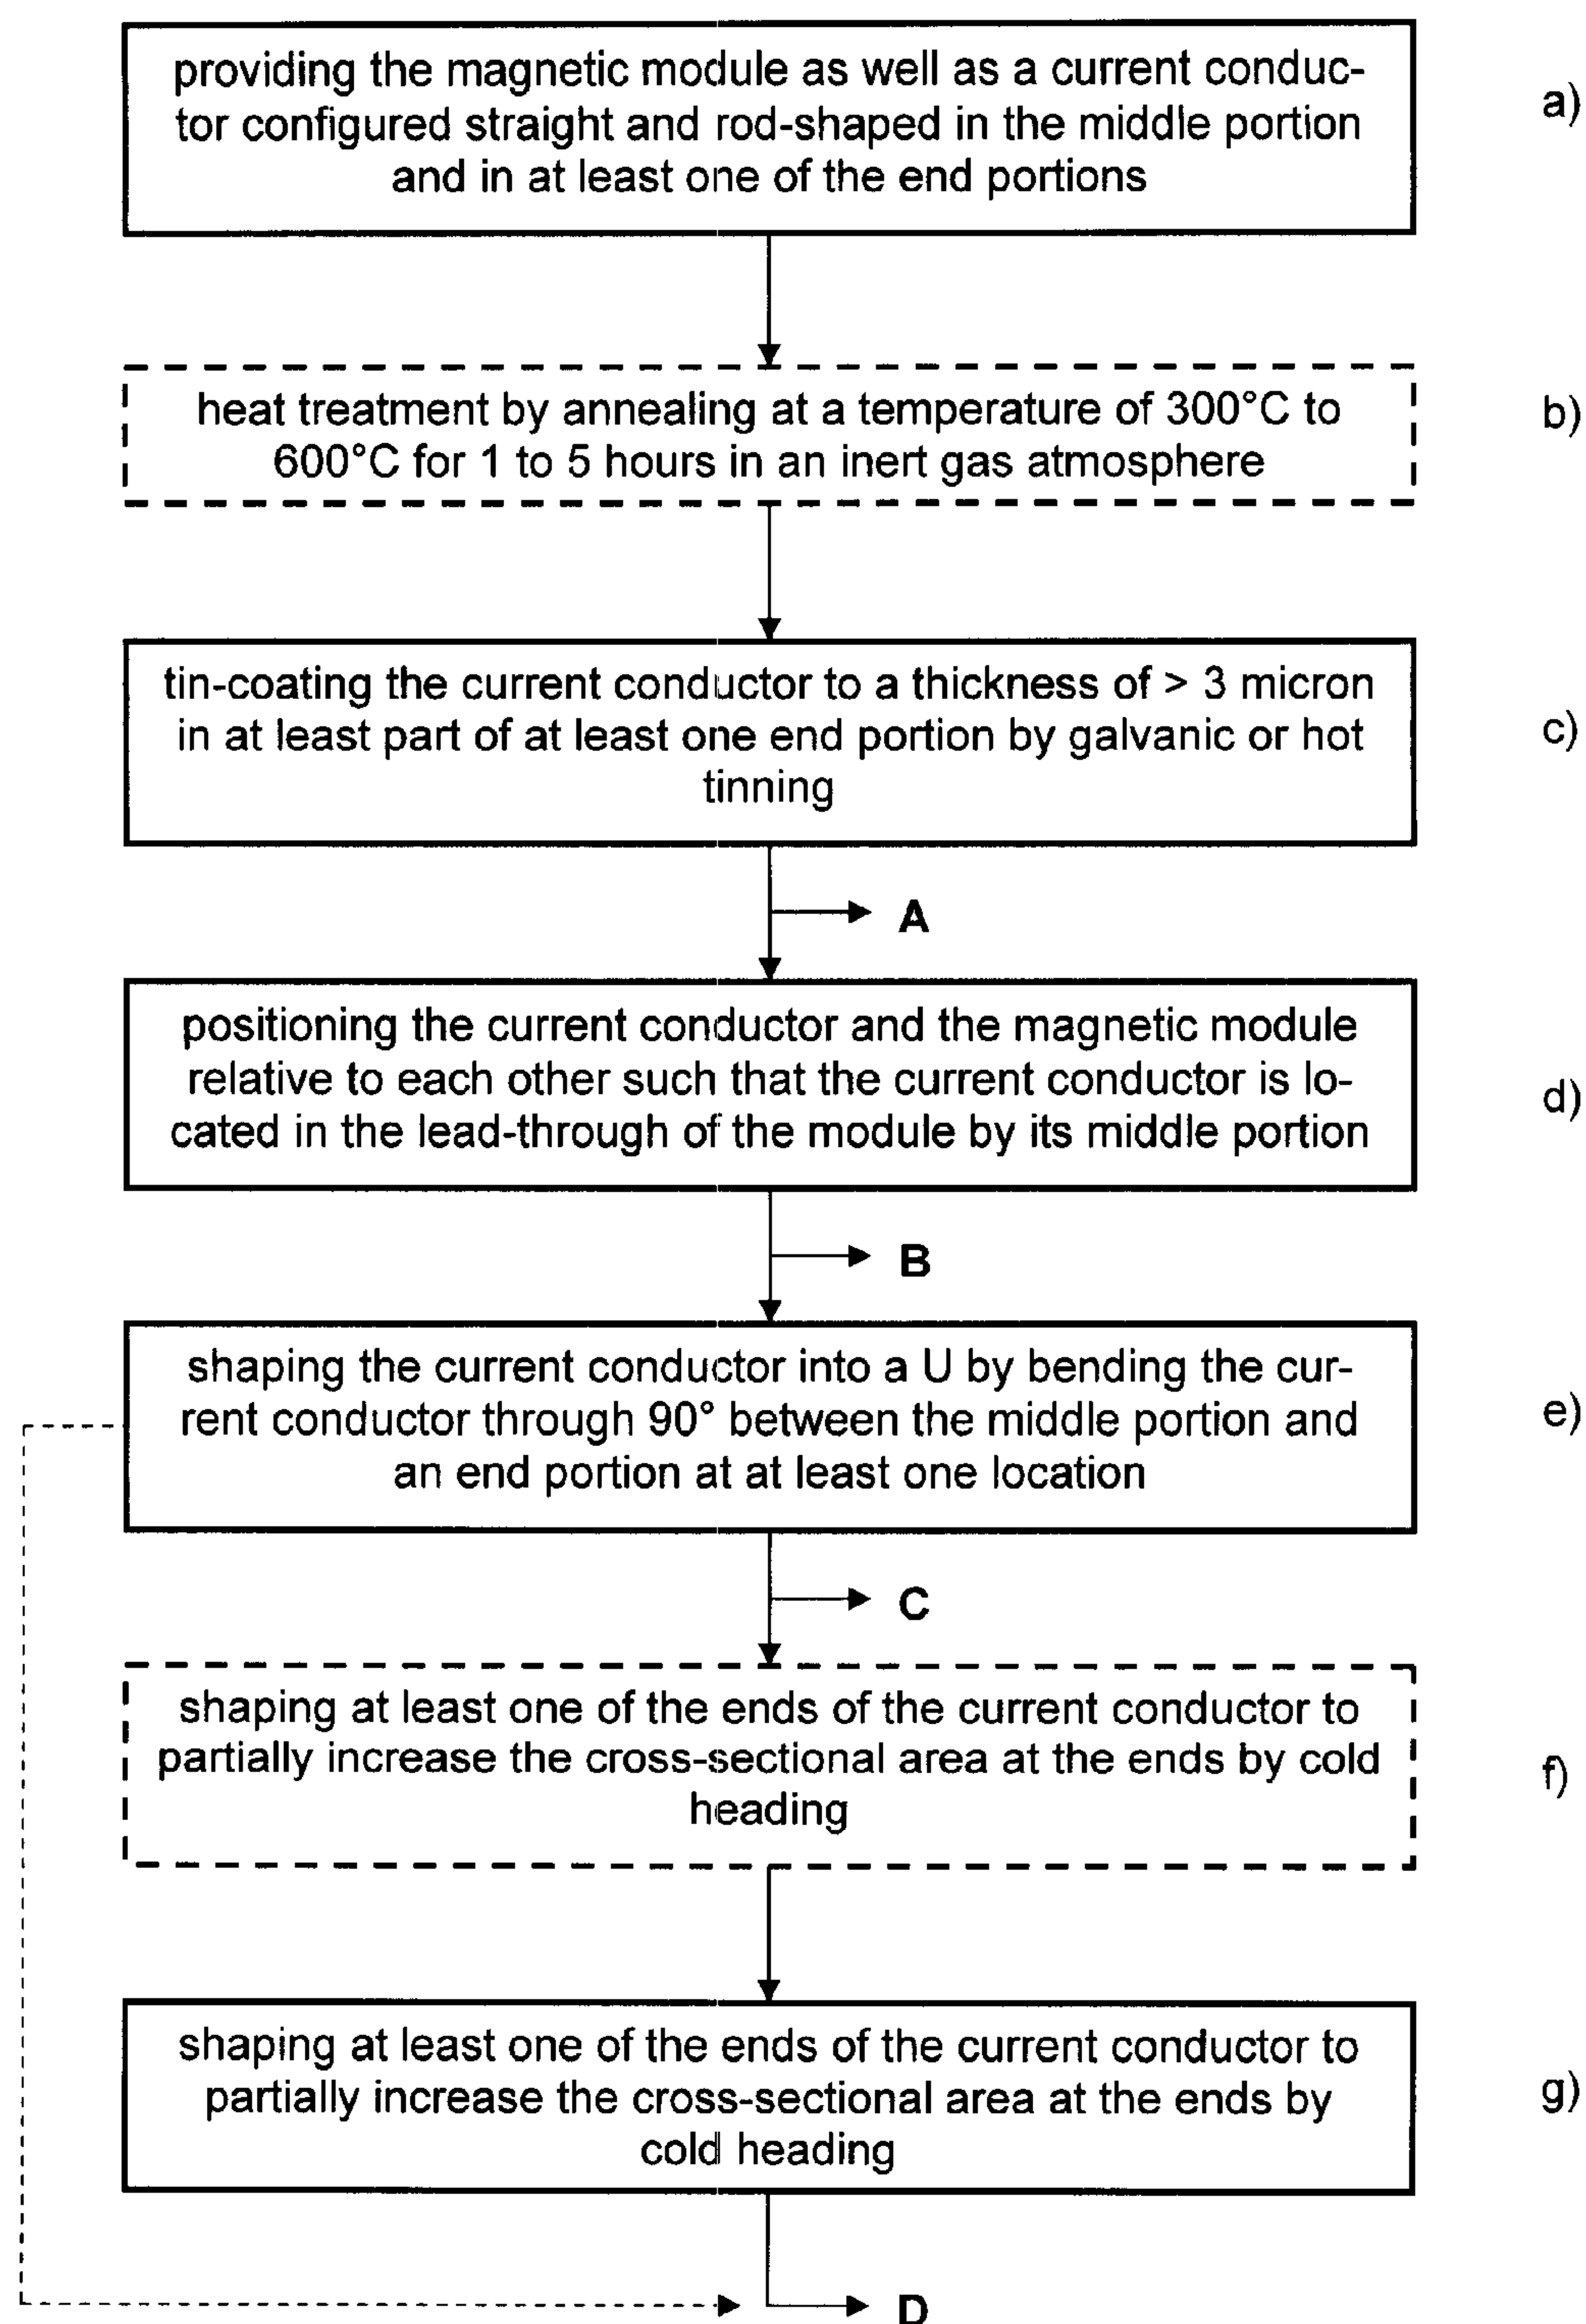 providing the magnetic module as well as a current conduc-
tor configured straight and rod-shaped in the middle portion
and in at least one of the end portions
a)
heat treatment by annealing at a temperature of 300°C to
600°C for 1 to 5 hours in an inert gas atmosphere
b)
tin-coating the current conductor to a thickness of > 3 micron
in at least part of at least one end portion by galvanic or hot
tinning
c)
A
positioning the current conductor and the magnetic module
relative to each other such that the current conductor is lo-
cated in the lead-through of the module by its middle portion
d)
B
shaping the current conductor into a U by bending the cur-
rent conductor through 90° between the middle portion and
an end portion at at least one location
e)
C
shaping at least one of the ends of the current conductor to
partially increase the cross-sectional area at the ends by cold
heading
f)
shaping at least one of the ends of the current conductor to
partially increase the cross-sectional area at the ends by
cold heading
g)
D